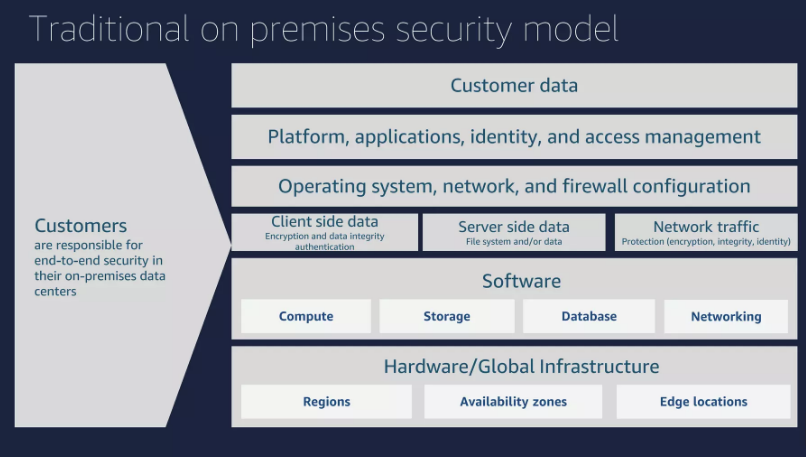 Traditional on premises security model
Customers
are responsible for
end-to-end security in
their on-premises data
centers
Customer data
Platform, applications, identity, and access management
Operating system, network, and firewall configuration
Client side data
Encryption and data integrity
authentication
Server side data
File system and/or data
Network traffic
Protection (encryption, integrity, identity)
Software
Compute
Storage
Database
Networking
Hardware/Global Infrastructure
Regions
Availability zones
Edge locations